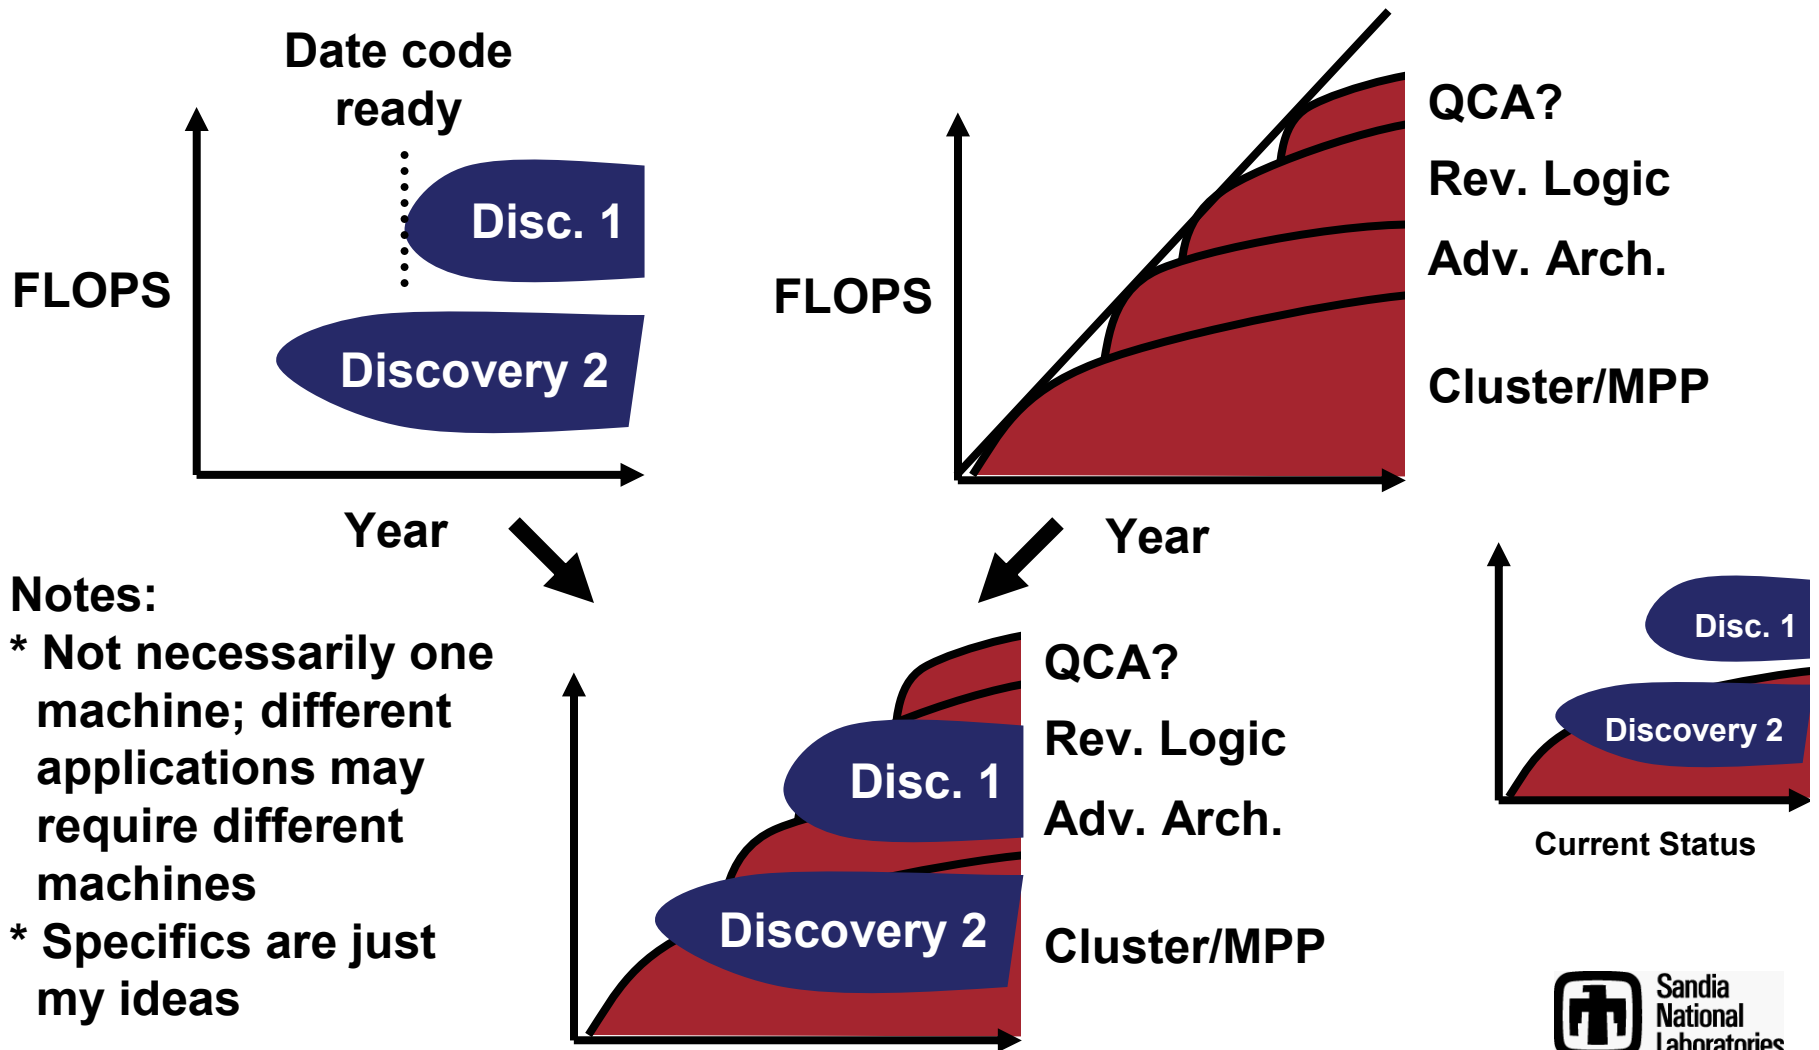 Date code
ready
FLOPS
Disc. 1
Discovery 2
Year
FLOPS
QCA?
Rev. Logic
Adv. Arch.
Cluster/MPP
Year
Notes:
* Not necessarily one
machine; different
applications may
require different
machines
* Specifics are just
my ideas
QCA?
Rev. Logic
Adv. Arch.
Cluster/MPP
Disc. 1
Discovery 2
Disc. 1
Discovery 2
Current Status
Sandia
National
Laboratories